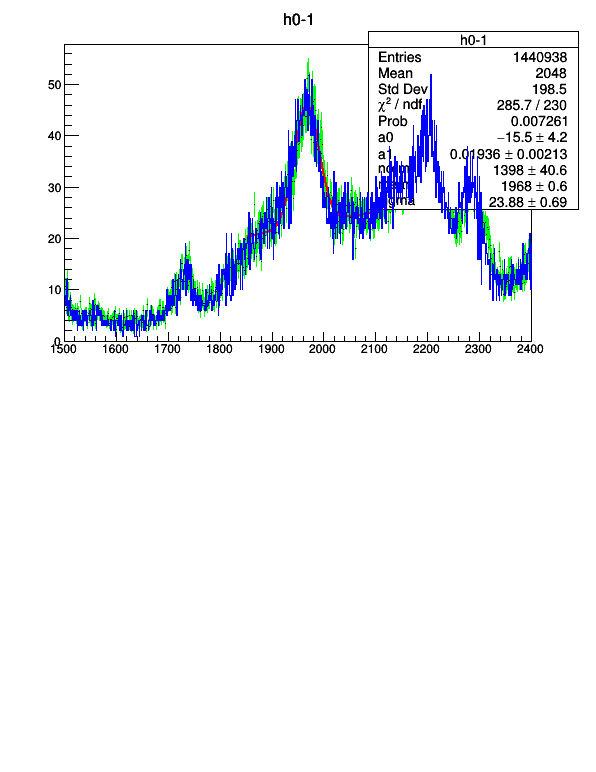 h0-1
h0-1
Entries 1440938
Mean 2048
Std Dev 198.5
χ² / ndf 285.7 / 230
Prob 0.007261
a0 −15.5 ± 4.2
a1 0.01936 ± 0.00213
1398 ± 40.6
1968 ± 0.6
23.88 ± 0.69
50
40
30
20
10
0
1500 1600 1700 1800 1900 2000 2100 2200 2300 2400